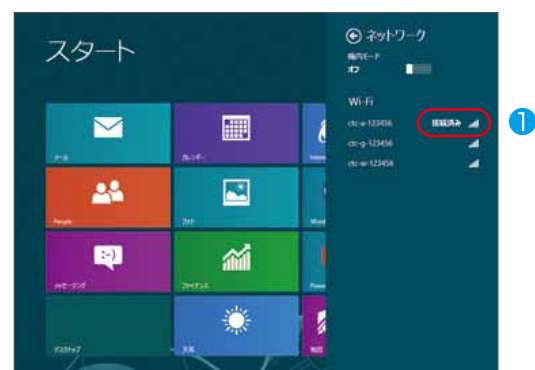 スタート
ネットワーク
機内モード
オフ
Wi-Fi
ctc-a-123456 接続済み
ctc-g-123456
ctc-w-123456
1
メール
カレンダー
People
フォト
メッセージング
ファイナンス
デスクトップ
天気
地図